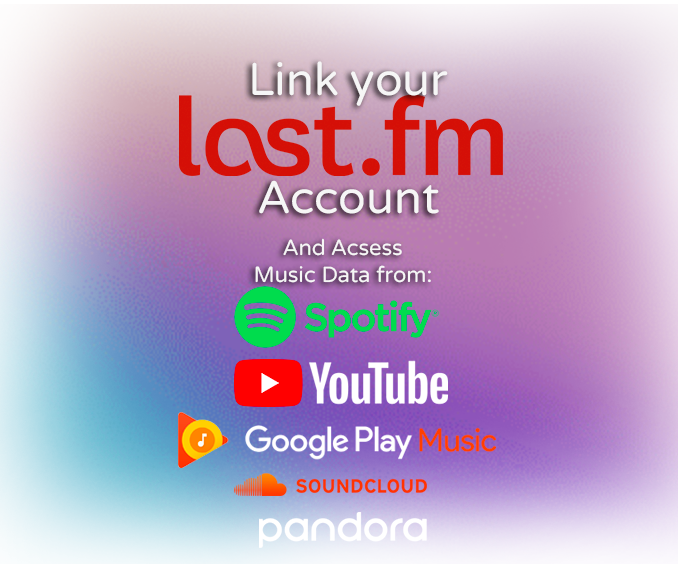 Link your
last.fm
Account
And Acsess
Music Data from:
Spotify
YouTube
Google Play Music
SOUNDCLOUD
pandora